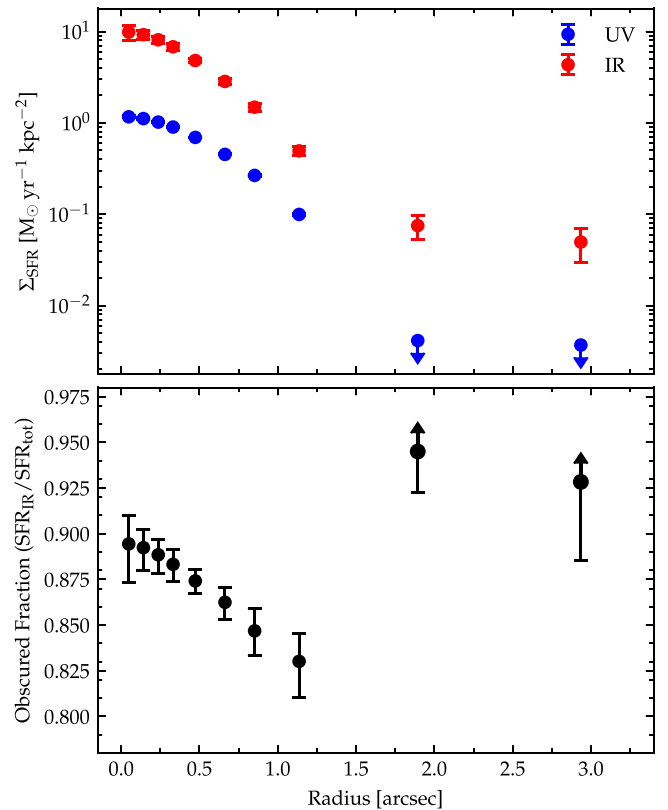 UV
IR
Σ_SFR [M_⊙ yr⁻¹ kpc⁻²]
10¹
10⁰
10⁻¹
10⁻²
Obscured Fraction (SFR_IR/SFR_tot)
0.975
0.950
0.925
0.900
0.875
0.850
0.825
0.800
0.0 0.5 1.0 1.5 2.0 2.5 3.0
Radius [arcsec]